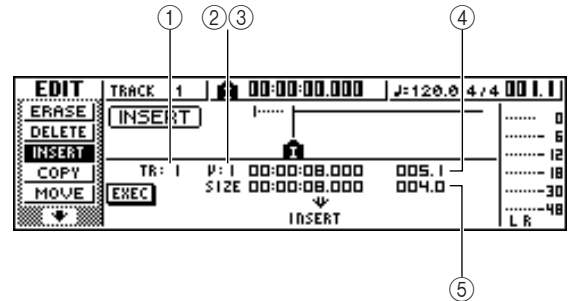 ① ② ③ ④
EDIT TRACK 1 00:00:00.000 ♩=120.0 4/4 001.1
ERASE
DELETE
INSERT
COPY
MOVE
INSERT
I
TR: 1 V:1 00:00:08.000 005.1
EXEC SIZE 00:00:08.000 004.0
INSERT
0
6
12
18
30
48
L R
⑤